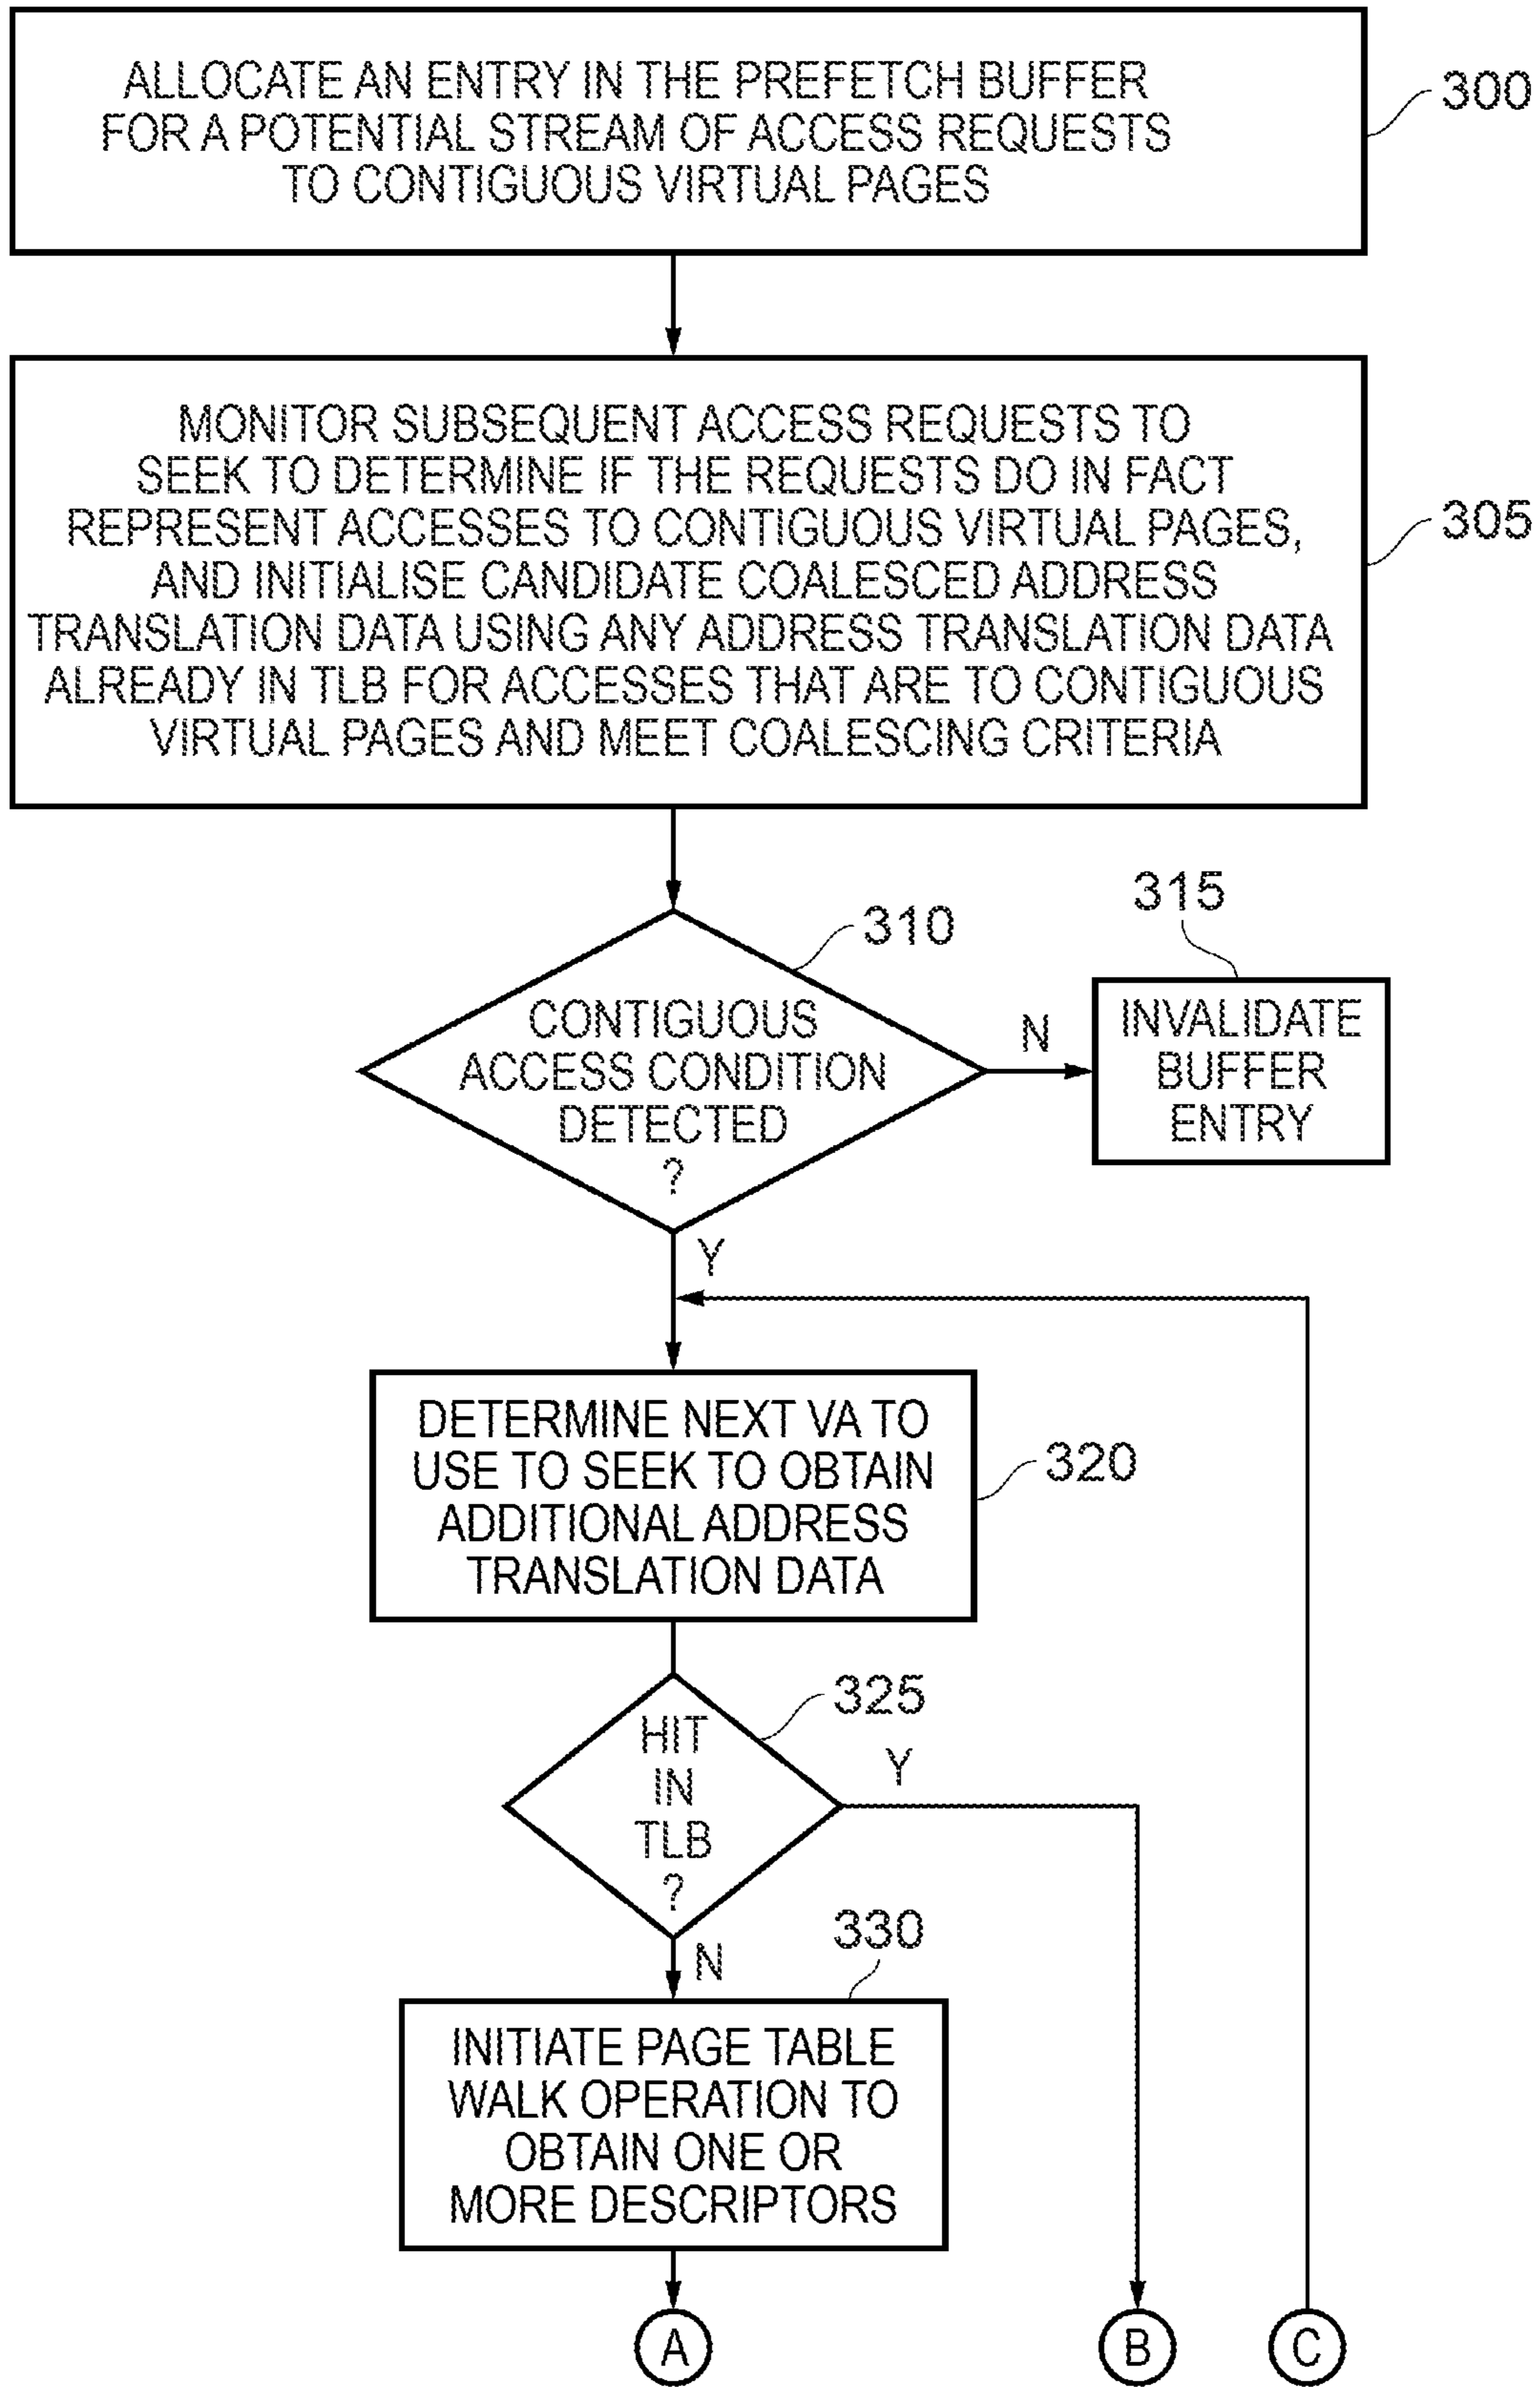 ALLOCATE AN ENTRY IN THE PREFETCH BUFFER
FOR A POTENTIAL STREAM OF ACCESS REQUESTS
TO CONTIGUOUS VIRTUAL PAGES
300
MONITOR SUBSEQUENT ACCESS REQUESTS TO
SEEK TO DETERMINE IF THE REQUESTS DO IN FACT
REPRESENT ACCESSES TO CONTIGUOUS VIRTUAL PAGES,
AND INITIALISE CANDIDATE COALESCED ADDRESS
TRANSLATION DATA USING ANY ADDRESS TRANSLATION DATA
ALREADY IN TLB FOR ACCESSES THAT ARE TO CONTIGUOUS
VIRTUAL PAGES AND MEET COALESCING CRITERIA
305
310
CONTIGUOUS
ACCESS CONDITION
DETECTED
?
N
315
INVALIDATE
BUFFER
ENTRY
Y
DETERMINE NEXT VA TO
USE TO SEEK TO OBTAIN
ADDITIONAL ADDRESS
TRANSLATION DATA
320
325
HIT
IN
TLB
?
Y
N
330
INITIATE PAGE TABLE
WALK OPERATION TO
OBTAIN ONE OR
MORE DESCRIPTORS
A
B
C